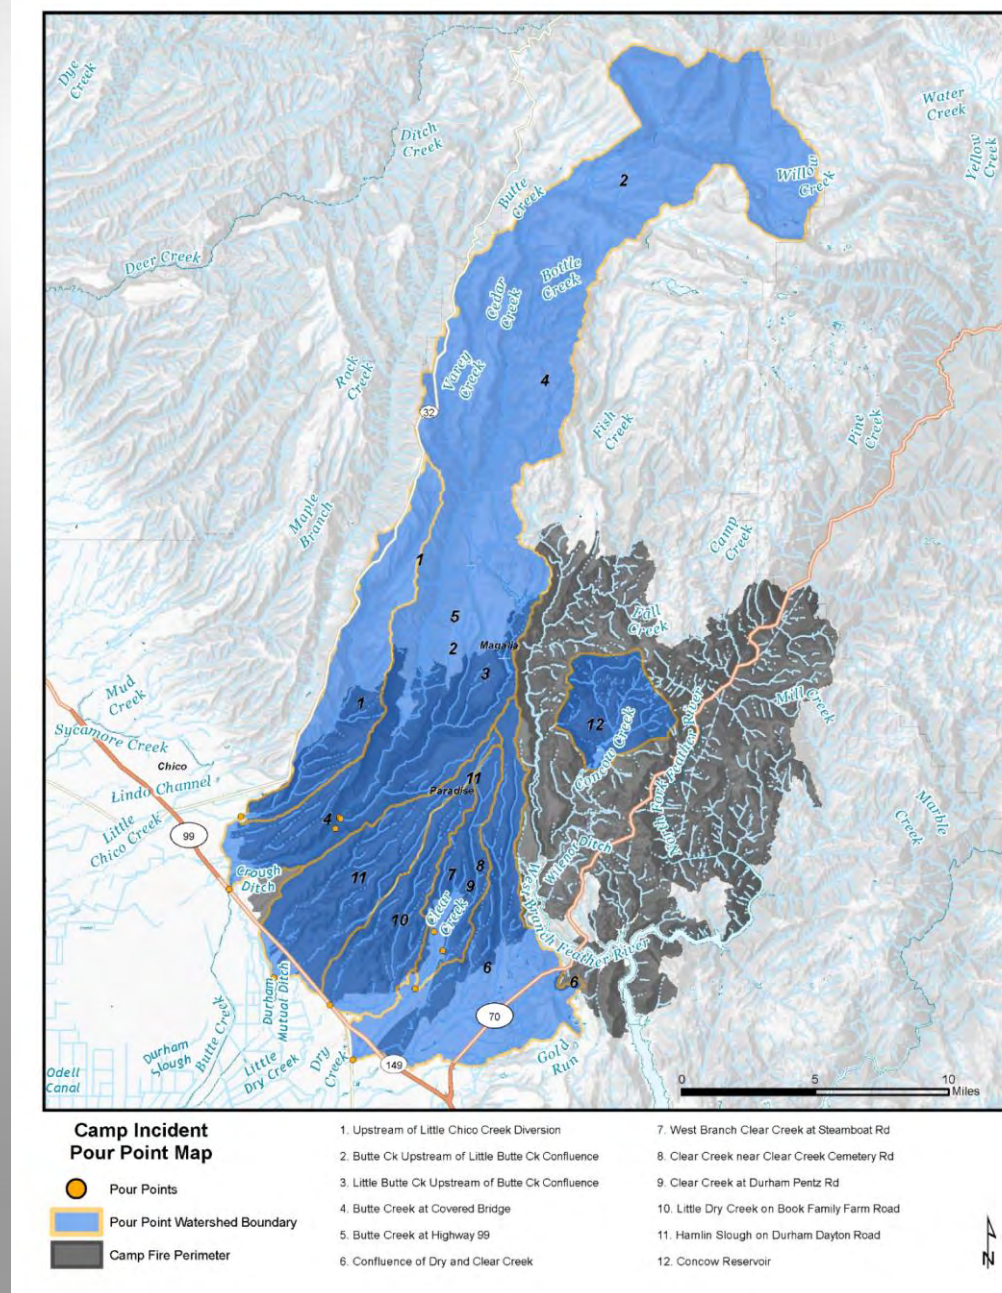 Dye
Creek
Ditch
Creek
Water
Creek
Yellow
Creek
Willow
Creek
2
Butte
Creek
Deer Creek
Bottle
Creek
Cedar
Creek
Varey
Creek
4
Rock
Creek
32
Fish
Creek
Pine
Creek
Maple
Branch
Camp
Creek
1
5
Fall
Creek
2
Magalia
3
1
Mud
Creek
Mill Creek
12
Concow Creek
North Fork Feather River
Sycamore Creek
Chico
Lindo Channel
11
Paradise
Little
Chico Creek
99
4
Marble
Creek
Wilenor Ditch
8
Crough
Ditch
11
7
9
West Branch Feather River
10
Clear
Creek
6
6
Durham
Mutual Ditch
70
Butte Creek
Durham
Slough
Little
Dry Creek
Dry
Creek
149
Gold
Run
Odell
Canal
0 5 10
Miles
Camp Incident
Pour Point Map
Pour Points
Pour Point Watershed Boundary
Camp Fire Perimeter
1. Upstream of Little Chico Creek Diversion
2. Butte Ck Upstream of Little Butte Ck Confluence
3. Little Butte Ck Upstream of Butte Ck Confluence
4. Butte Creek at Covered Bridge
5. Butte Creek at Highway 99
6. Confluence of Dry and Clear Creek
7. West Branch Clear Creek at Steamboat Rd
8. Clear Creek near Clear Creek Cemetery Rd
9. Clear Creek at Durham Pentz Rd
10. Little Dry Creek on Book Family Farm Road
11. Hamlin Slough on Durham Dayton Road
12. Concow Reservoir
N